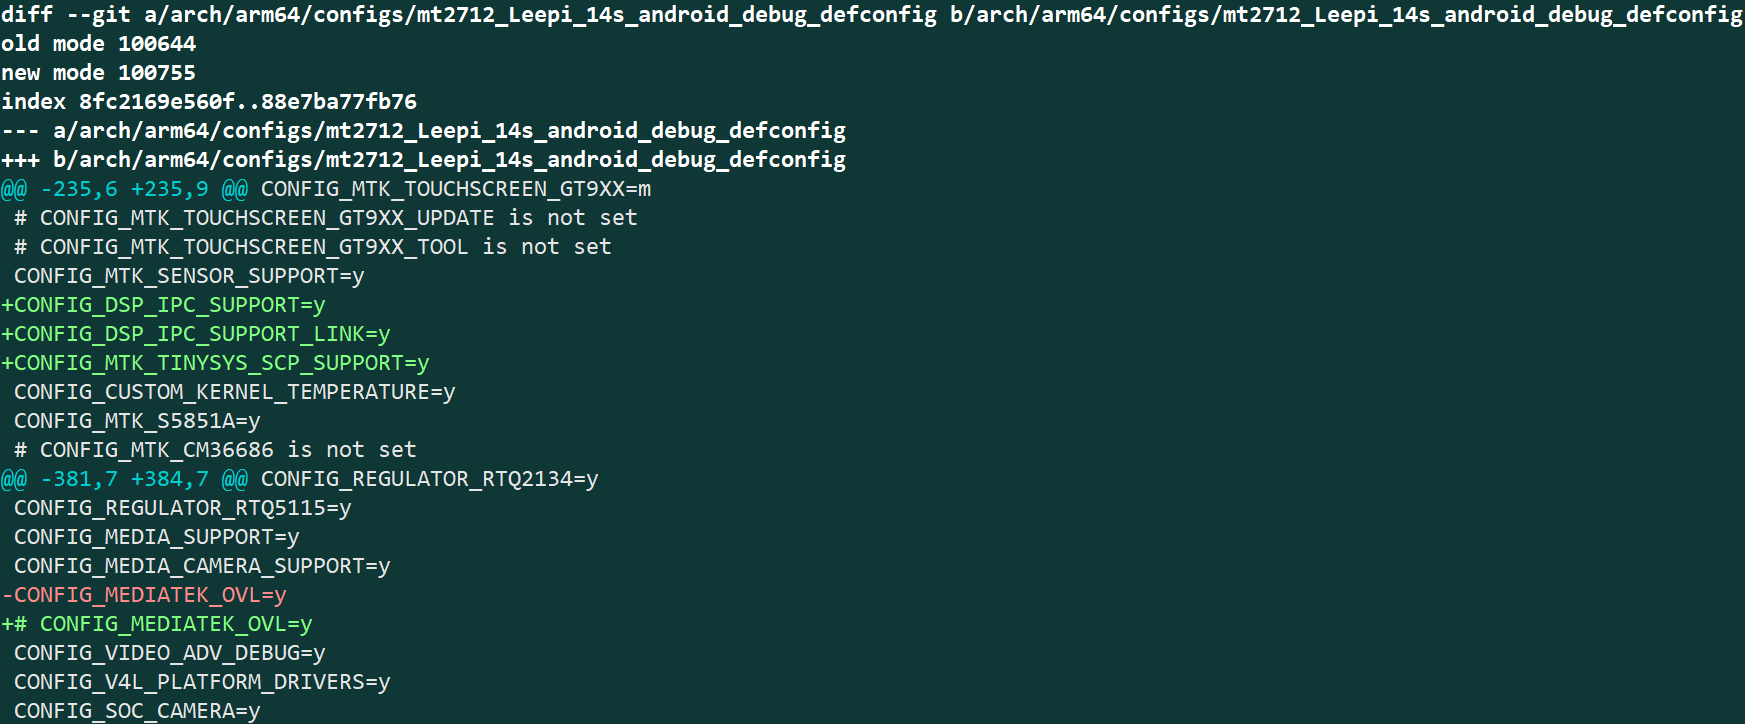 diff --git a/arch/arm64/configs/mt2712_Leepi_14s_android_debug_defconfig b/arch/arm64/configs/mt2712_Leepi_14s_android_debug_defconfig
old mode 100644
new mode 100755
index 8fc2169e560f..88e7ba77fb76
--- a/arch/arm64/configs/mt2712_Leepi_14s_android_debug_defconfig
+++ b/arch/arm64/configs/mt2712_Leepi_14s_android_debug_defconfig
@@ -235,6 +235,9 @@ CONFIG_MTK_TOUCHSCREEN_GT9XX=m
 # CONFIG_MTK_TOUCHSCREEN_GT9XX_UPDATE is not set
 # CONFIG_MTK_TOUCHSCREEN_GT9XX_TOOL is not set
 CONFIG_MTK_SENSOR_SUPPORT=y
+CONFIG_DSP_IPC_SUPPORT=y
+CONFIG_DSP_IPC_SUPPORT_LINK=y
+CONFIG_MTK_TINYSYS_SCP_SUPPORT=y
 CONFIG_CUSTOM_KERNEL_TEMPERATURE=y
 CONFIG_MTK_S5851A=y
 # CONFIG_MTK_CM36686 is not set
@@ -381,7 +384,7 @@ CONFIG_REGULATOR_RTQ2134=y
 CONFIG_REGULATOR_RTQ5115=y
 CONFIG_MEDIA_SUPPORT=y
 CONFIG_MEDIA_CAMERA_SUPPORT=y
-CONFIG_MEDIATEK_OVL=y
+# CONFIG_MEDIATEK_OVL=y
 CONFIG_VIDEO_ADV_DEBUG=y
 CONFIG_V4L_PLATFORM_DRIVERS=y
 CONFIG_SOC_CAMERA=y